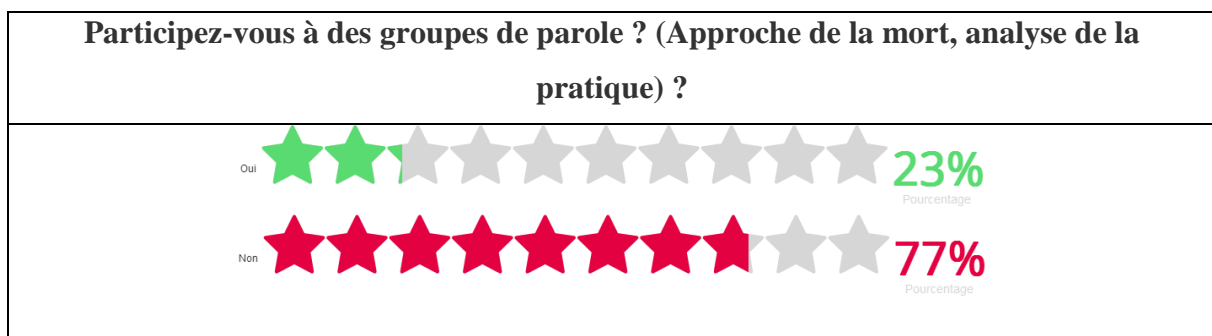 Participez-vous à des groupes de parole ? (Approche de la mort, analyse de la
pratique) ?
Oui
23%
Pourcentage
Non
77%
Pourcentage